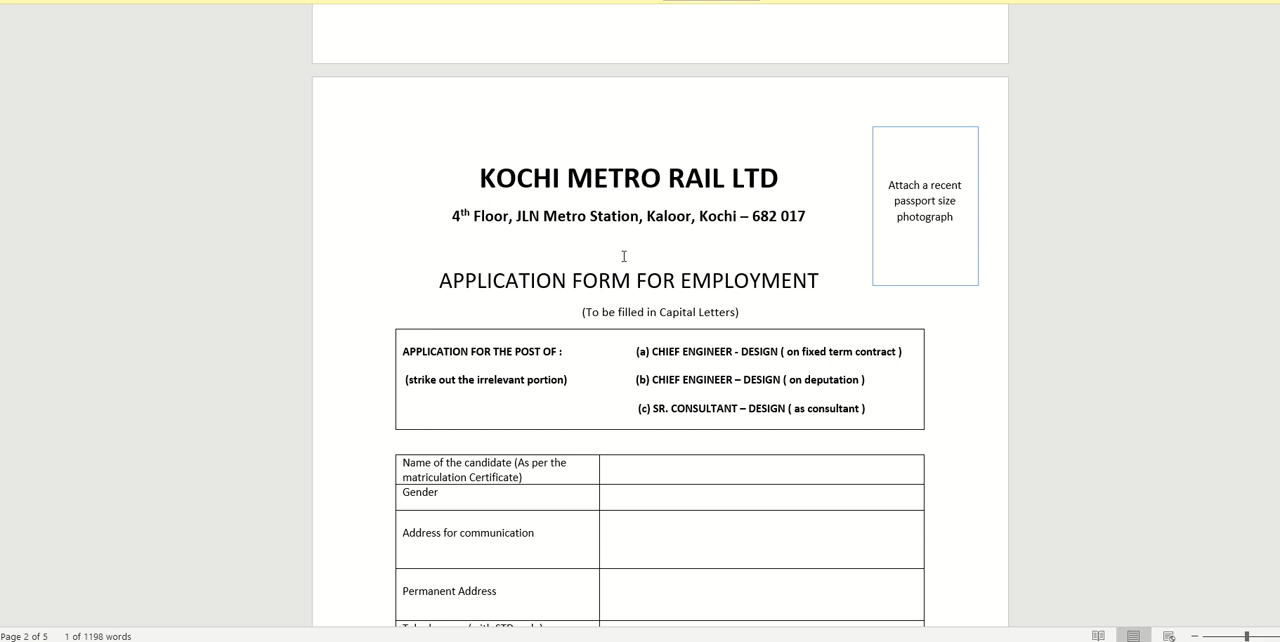 KOCHI METRO RAIL LTD
4th Floor, JLN Metro Station, Kaloor, Kochi – 682 017
Attach a recent
passport size
photograph
APPLICATION FORM FOR EMPLOYMENT
(To be filled in Capital Letters)
APPLICATION FOR THE POST OF : (a) CHIEF ENGINEER - DESIGN ( on fixed term contract )
(strike out the irrelevant portion) (b) CHIEF ENGINEER – DESIGN ( on deputation )
(c) SR. CONSULTANT – DESIGN ( as consultant )
Name of the candidate (As per the
matriculation Certificate)
Gender
Address for communication
Permanent Address
Page 2 of 5 1 of 1198 words